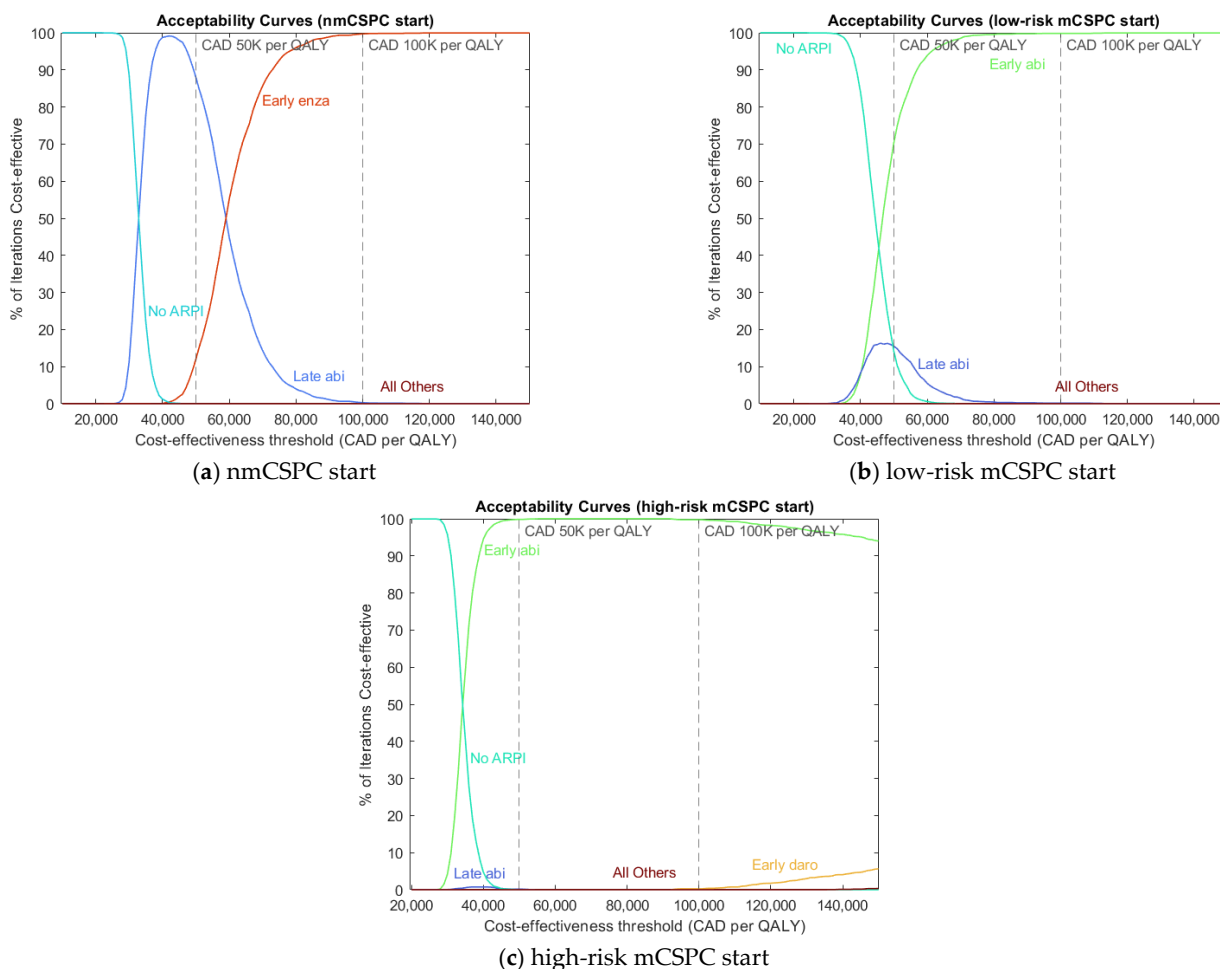 Acceptability Curves (nmCSPC start)
% of Iterations Cost-effective
100
90
80
70
60
50
40
30
20
10
0
CAD 50K per QALY
CAD 100K per QALY
Early enza
No ARPI
Late abi
All Others
20,000 40,000 60,000 80,000 100,000 120,000 140,000
Cost-effectiveness threshold (CAD per QALY)
(a) nmCSPC start
Acceptability Curves (low-risk mCSPC start)
% of Iterations Cost-effective
100
90
80
70
60
50
40
30
20
10
0
No ARPI
CAD 50K per QALY
CAD 100K per QALY
Early abi
Late abi
All Others
20,000 40,000 60,000 80,000 100,000 120,000 140,000
Cost-effectiveness threshold (CAD per QALY)
(b) low-risk mCSPC start
Acceptability Curves (high-risk mCSPC start)
% of Iterations Cost-effective
100
90
80
70
60
50
40
30
20
10
0
CAD 50K per QALY
CAD 100K per QALY
Early abi
No ARPI
Late abi
All Others
Early daro
20,000 40,000 60,000 80,000 100,000 120,000 140,000
Cost-effectiveness threshold (CAD per QALY)
(c) high-risk mCSPC start